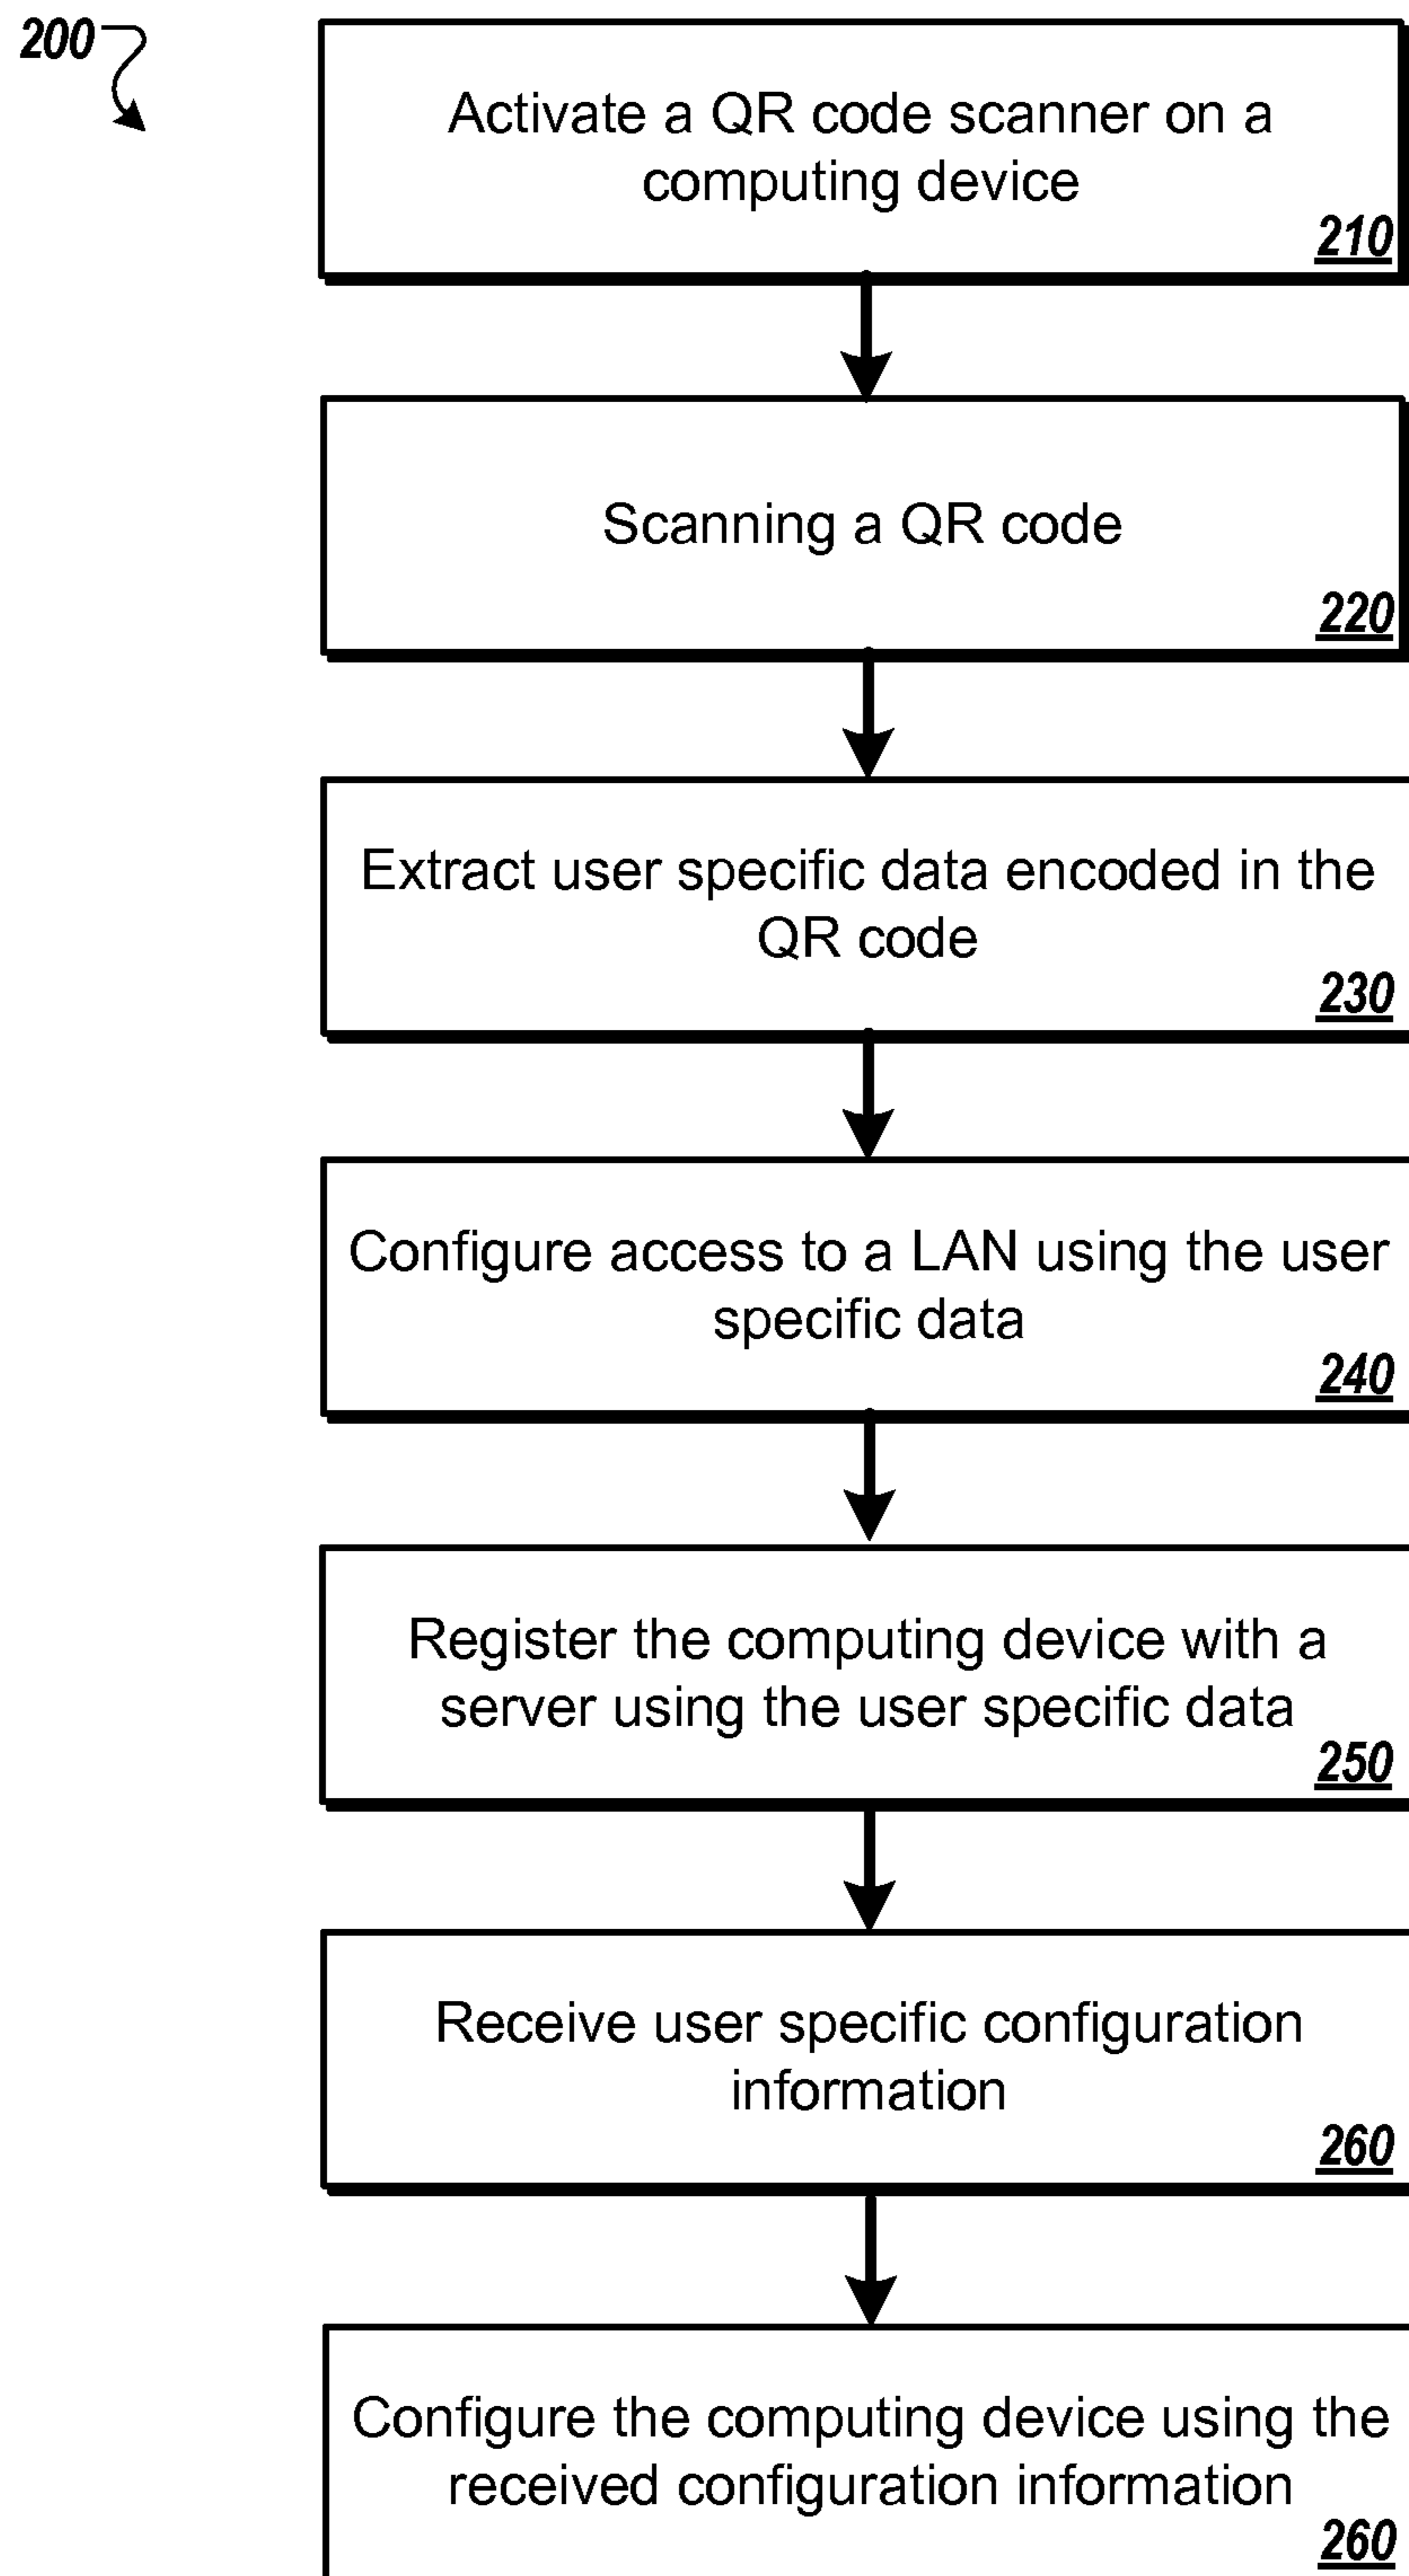 200
Activate a QR code scanner on a
computing device
210
Scanning a QR code
220
Extract user specific data encoded in the
QR code
230
Configure access to a LAN using the user
specific data
240
Register the computing device with a
server using the user specific data
250
Receive user specific configuration
information
260
Configure the computing device using the
received configuration information
260